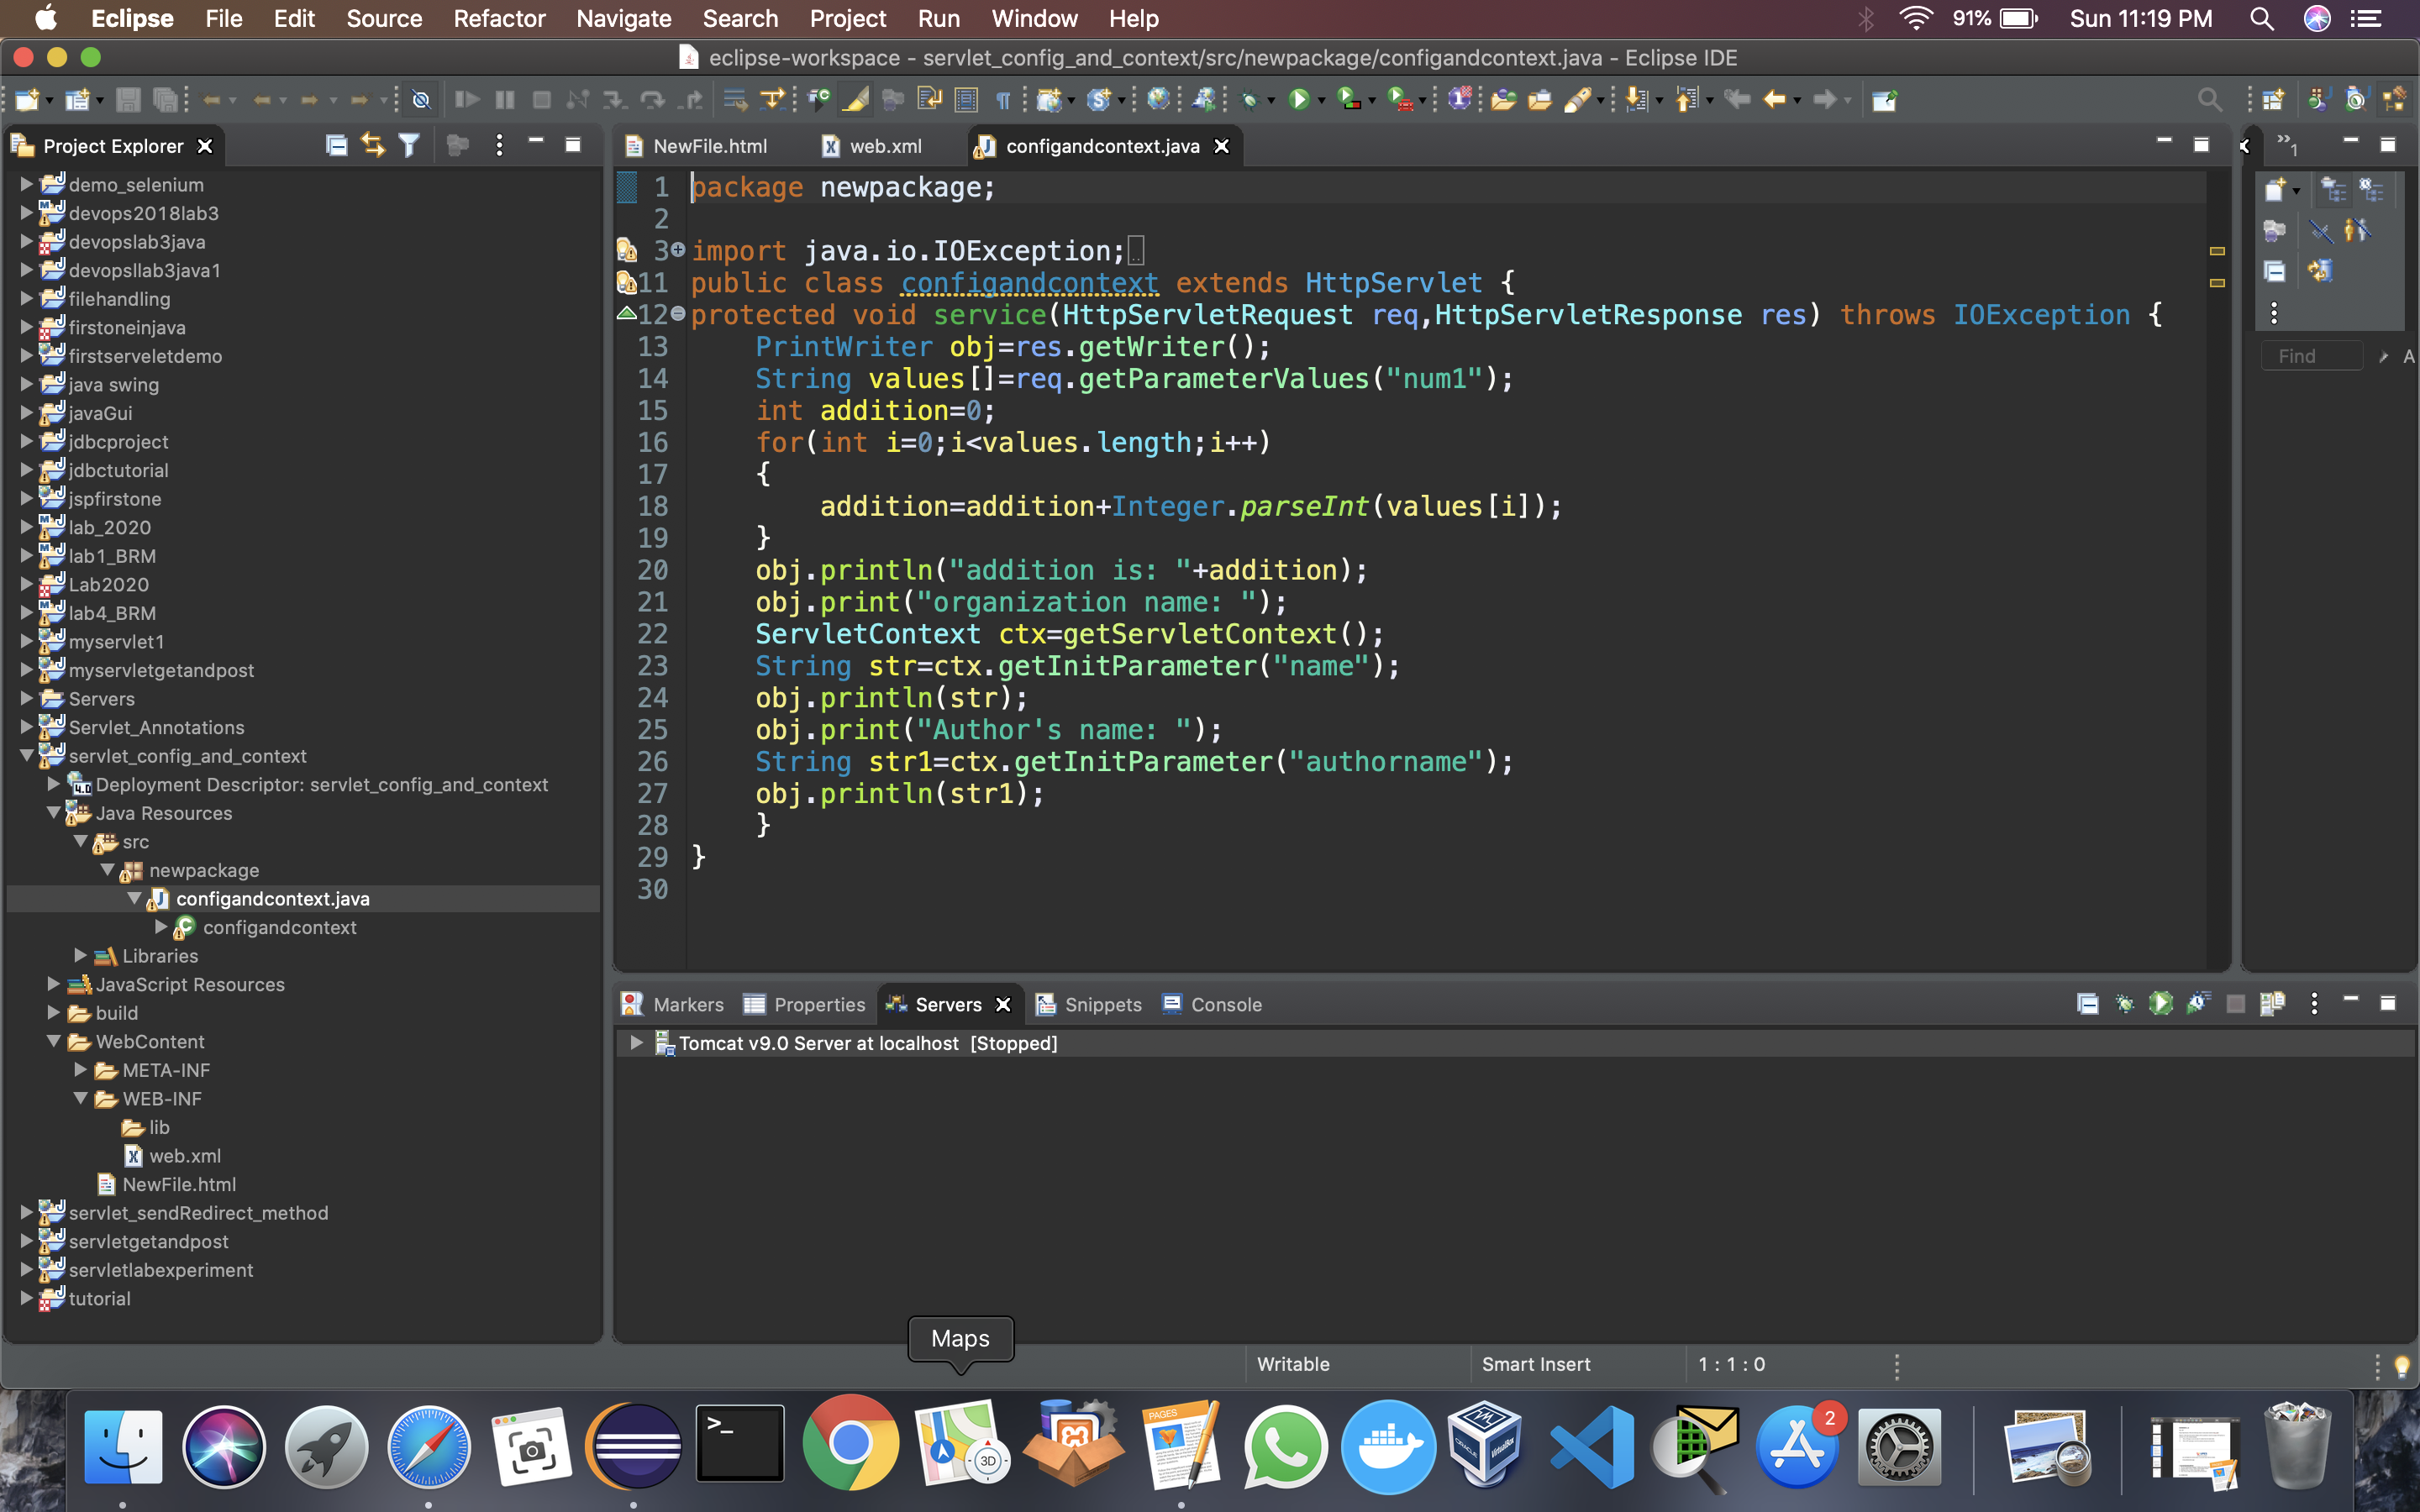 Eclipse File Edit Source Refactor Navigate Search Project Run Window Help 91% Sun 11:19 PM
eclipse-workspace - servlet_config_and_context/src/newpackage/configandcontext.java - Eclipse IDE
Project Explorer
demo_selenium
devops2018lab3
devopslab3java
devopsllab3java1
filehandling
firstoneinjava
firstserveletdemo
java swing
javaGui
jdbcproject
jdbctutorial
jspfirstone
lab_2020
lab1_BRM
Lab2020
lab4_BRM
myservlet1
myservletgetandpost
Servers
Servlet_Annotations
servlet_config_and_context
Deployment Descriptor: servlet_config_and_context
Java Resources
src
newpackage
configandcontext.java
configandcontext
Libraries
JavaScript Resources
build
WebContent
META-INF
WEB-INF
lib
web.xml
NewFile.html
servlet_sendRedirect_method
servletgetandpost
servletlabexperiment
tutorial
NewFile.html web.xml configandcontext.java
1 package newpackage;
2
3 import java.io.IOException;
11 public class configandcontext extends HttpServlet {
12 protected void service(HttpServletRequest req,HttpServletResponse res) throws IOException {
13 PrintWriter obj=res.getWriter();
14 String values[]=req.getParameterValues("num1");
15 int addition=0;
16 for(int i=0;i<values.length;i++)
17 {
18 addition=addition+Integer.parseInt(values[i]);
19 }
20 obj.println("addition is: "+addition);
21 obj.print("organization name: ");
22 ServletContext ctx=getServletContext();
23 String str=ctx.getInitParameter("name");
24 obj.println(str);
25 obj.print("Author's name: ");
26 String str1=ctx.getInitParameter("authorname");
27 obj.println(str1);
28 }
29 }
30
1
Find A
Markers Properties Servers Snippets Console
Tomcat v9.0 Server at localhost [Stopped]
Writable Smart Insert 1 : 1 : 0
Maps
3D
PAGES
2